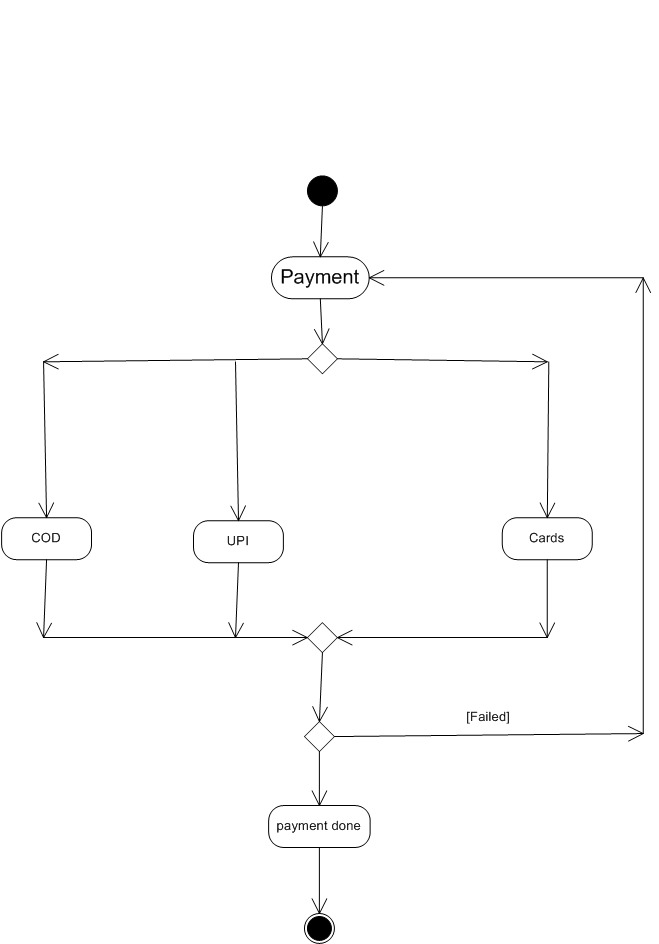 Payment
COD
UPI
Cards
[Failed]
payment done